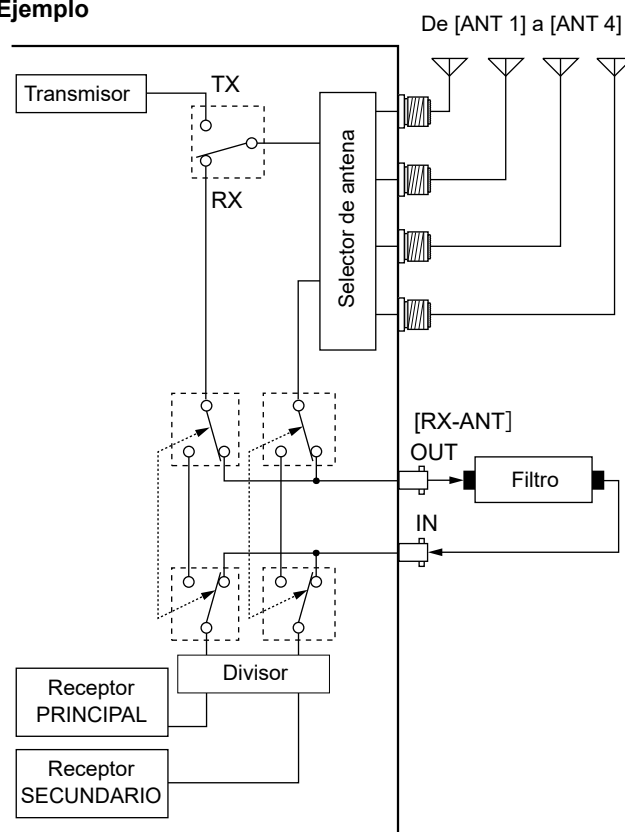 Ejemplo
De [ANT 1] a [ANT 4]
Transmisor
TX
RX
Selector de antena
[RX-ANT]
OUT
Filtro
IN
Divisor
Receptor
PRINCIPAL
Receptor
SECUNDARIO